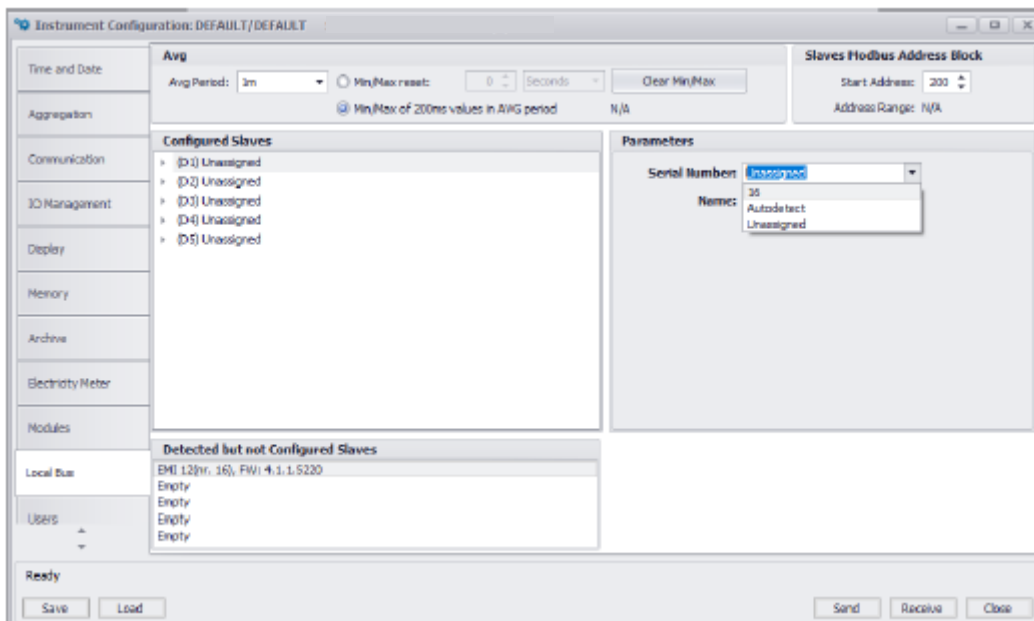 Instrument Configuration: DEFAULT/DEFAULT
Time and Date
Aggregation
Communication
IO Management
Display
Memory
Archive
Electricity Meter
Modules
Local Bus
Users
Avg
Avg Period: 1m
Min/Max reset: 0 Seconds
Clear Min/Max
Min/Max of 200ms values in AWG period N/A
Slaves Modbus Address Block
Start Address: 200
Address Range: N/A
Configured Slaves
(D1) Unassigned
(D2) Unassigned
(D3) Unassigned
(D4) Unassigned
(D5) Unassigned
Parameters
Serial Number: Unassigned
16
Autodetect
Unassigned
Name:
Detected but not Configured Slaves
EMI 12(nr. 16), FW: 4.1.1.5220
Empty
Empty
Empty
Empty
Ready
Save Load Send Receive Close